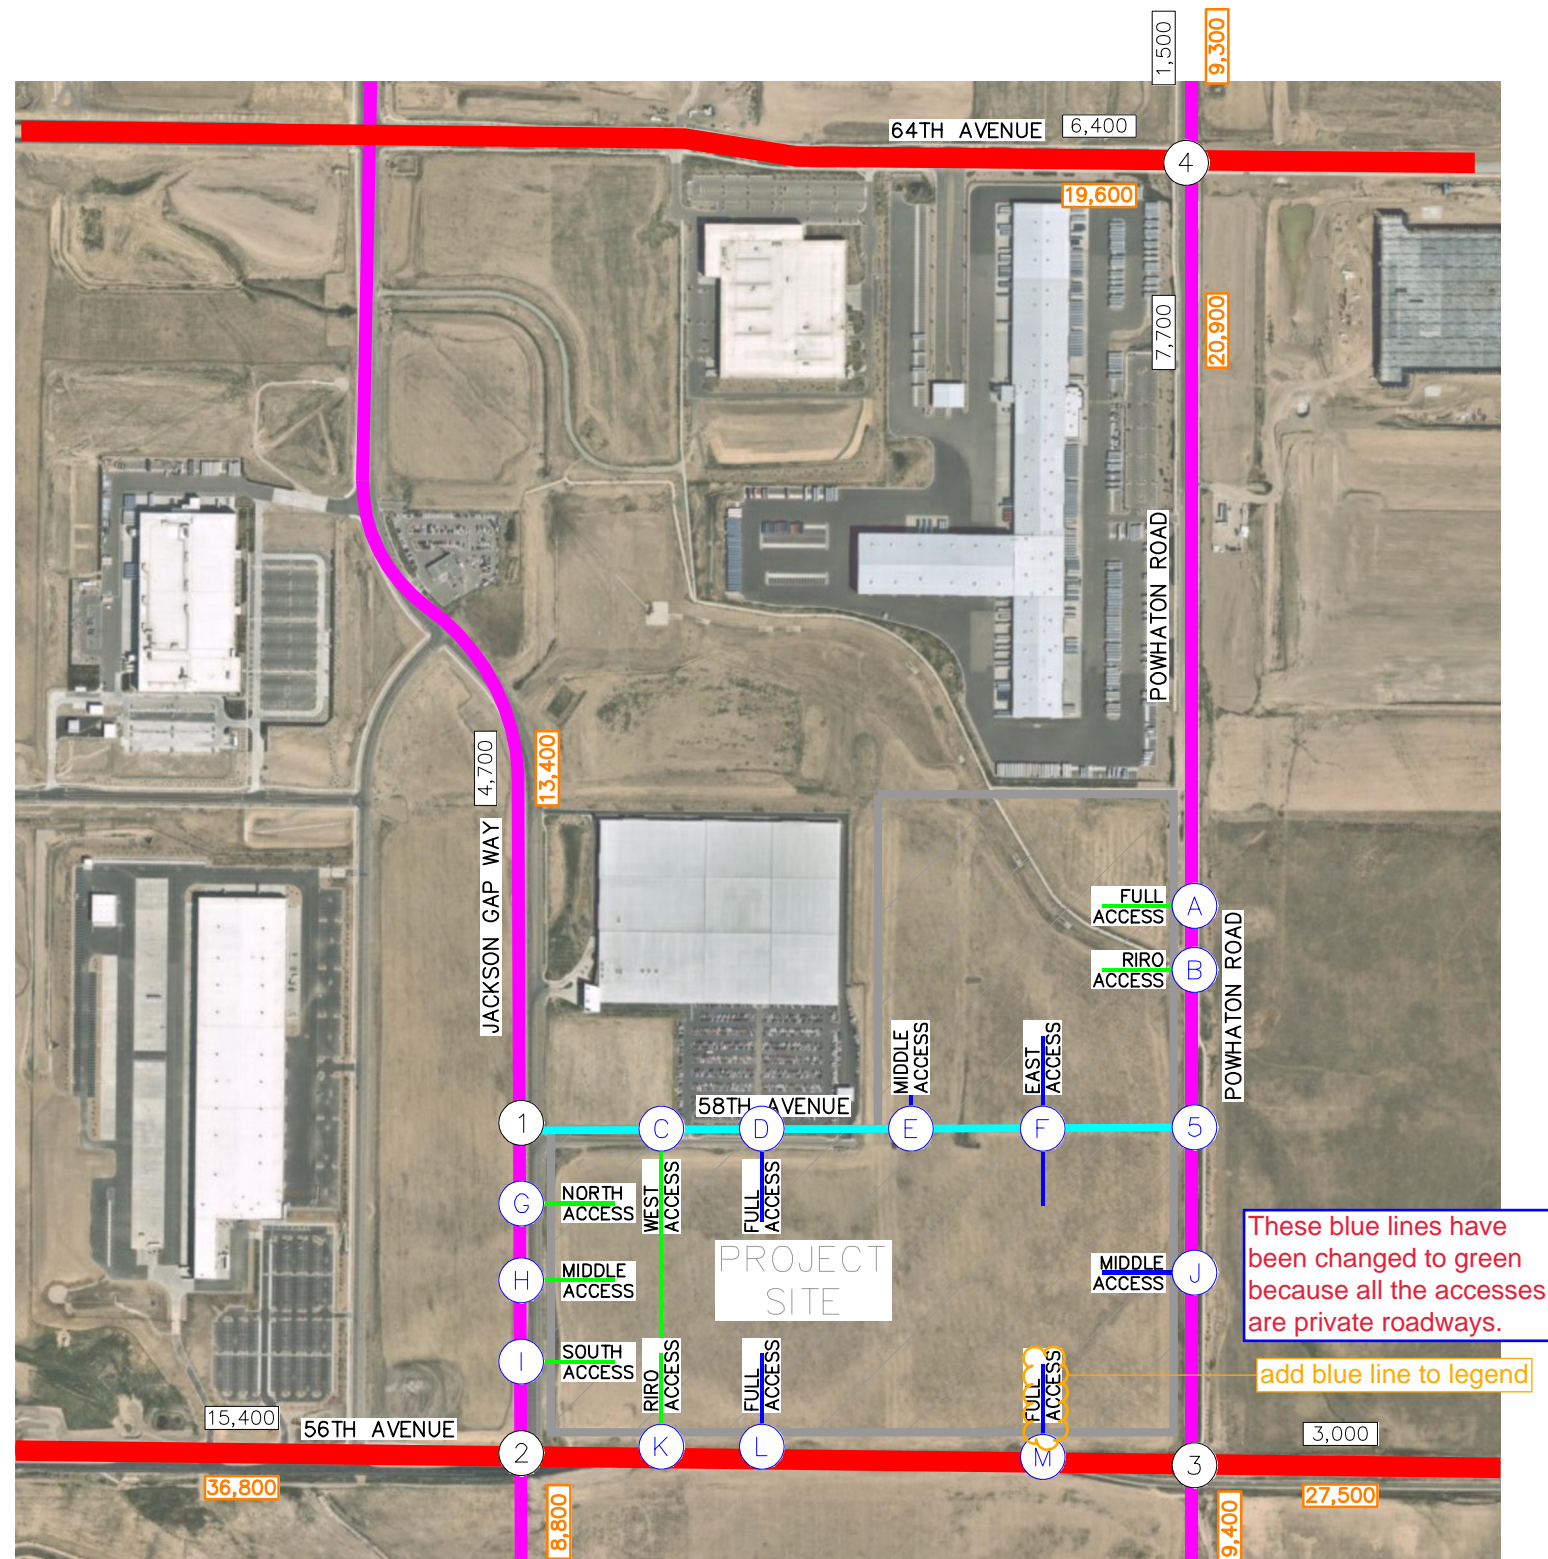 1,500
9,300
64TH AVENUE
6,400
4
19,600
7,700
20,900
POWHATON ROAD
4,700
13,400
JACKSON GAP WAY
FULL
ACCESS
A
RIRO
ACCESS
B
POWHATON ROAD
MIDDLE
ACCESS
EAST
ACCESS
58TH AVENUE
1
C
D
E
F
5
WEST
ACCESS
FULL
ACCESS
G
NORTH
ACCESS
H
MIDDLE
ACCESS
PROJECT
SITE
MIDDLE
ACCESS
J
These blue lines have
been changed to green
because all the accesses
are private roadways.
I
SOUTH
ACCESS
RIRO
ACCESS
FULL
ACCESS
FULL
ACCESS
add blue line to legend
15,400
56TH AVENUE
3,000
2
K
L
M
3
36,800
27,500
8,800
9,400